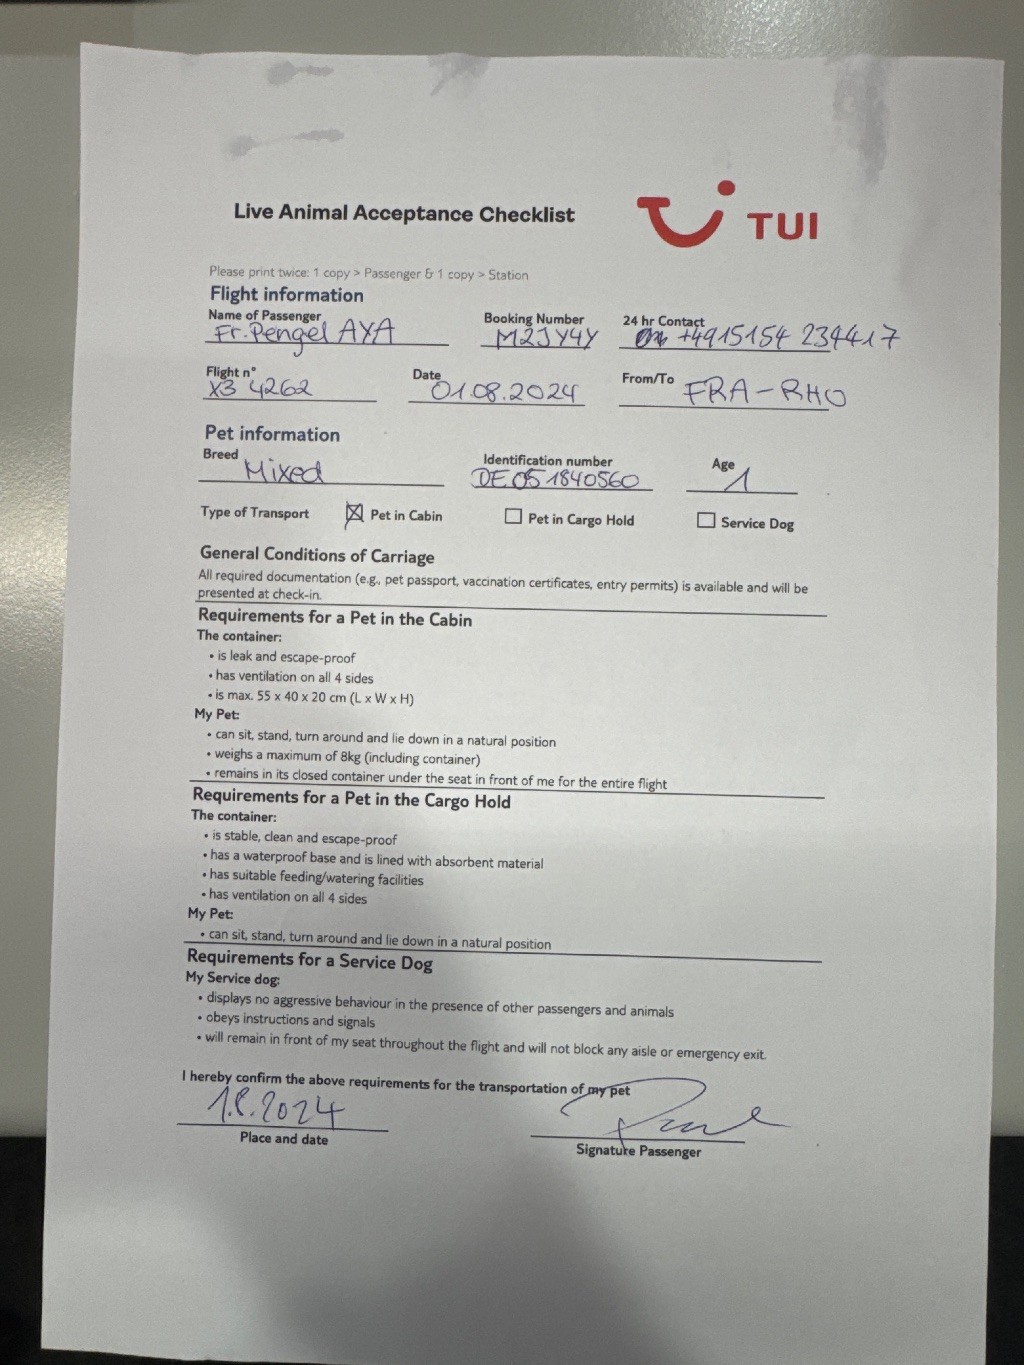 Live Animal Acceptance Checklist
TUI
Please print twice: 1 copy > Passenger & 1 copy > Station
Flight information
Name of Passenger Booking Number 24 hr Contact
Fr. Pengel AYA M2JY4Y +4915154 234417
Flight n° Date From/To
X3 4262 01.08.2024 FRA-RHO
Pet information
Breed Identification number Age
Mixed DE 05 1840560 1
Type of Transport Pet in Cabin Pet in Cargo Hold Service Dog
General Conditions of Carriage
All required documentation (e.g., pet passport, vaccination certificates, entry permits) is available and will be
presented at check-in.
Requirements for a Pet in the Cabin
The container:
• is leak and escape-proof
• has ventilation on all 4 sides
• is max. 55 x 40 x 20 cm (L x W x H)
My Pet:
• can sit, stand, turn around and lie down in a natural position
• weighs a maximum of 8kg (including container)
• remains in its closed container under the seat in front of me for the entire flight
Requirements for a Pet in the Cargo Hold
The container:
• is stable, clean and escape-proof
• has a waterproof base and is lined with absorbent material
• has suitable feeding/watering facilities
• has ventilation on all 4 sides
My Pet:
• can sit, stand, turn around and lie down in a natural position
Requirements for a Service Dog
My Service dog:
• displays no aggressive behaviour in the presence of other passengers and animals
• obeys instructions and signals
• will remain in front of my seat throughout the flight and will not block any aisle or emergency exit.
I hereby confirm the above requirements for the transportation of my pet
1.8.2024
Place and date Signature Passenger